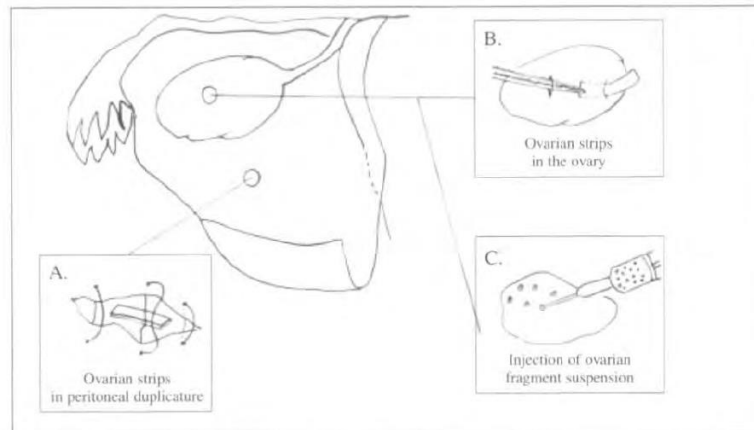 B.
Ovarian strips
in the ovary
A.
Ovarian strips
in peritoneal duplicature
C.
Injection of ovarian
fragment suspension